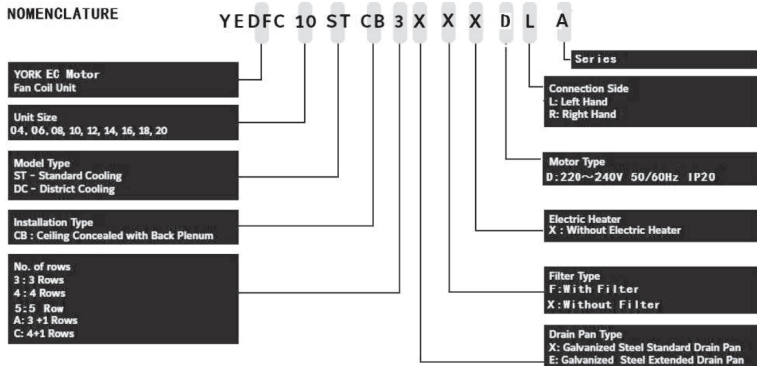 NOMENCLATURE
YEDFC 10 ST CB 3 X X X D L A
YORK EC Motor
Fan Coil Unit
Unit Size
04, 06, 08, 10, 12, 14, 16, 18, 20
Model Type
ST - Standard Cooling
DC - District Cooling
Installation Type
CB : Ceiling Concealed with Back Plenum
No. of rows
3 : 3 Rows
4 : 4 Rows
5:5 Row
A: 3 +1 Rows
C: 4+1 Rows
Series
Connection Side
L: Left Hand
R: Right Hand
Motor Type
D:220～240V 50/60Hz IP20
Electric Heater
X : Without Electric Heater
Filter Type
F:With Filter
X:Without Filter
Drain Pan Type
X: Galvanized Steel Standard Drain Pan
E: Galvanized Steel Extended Drain Pan